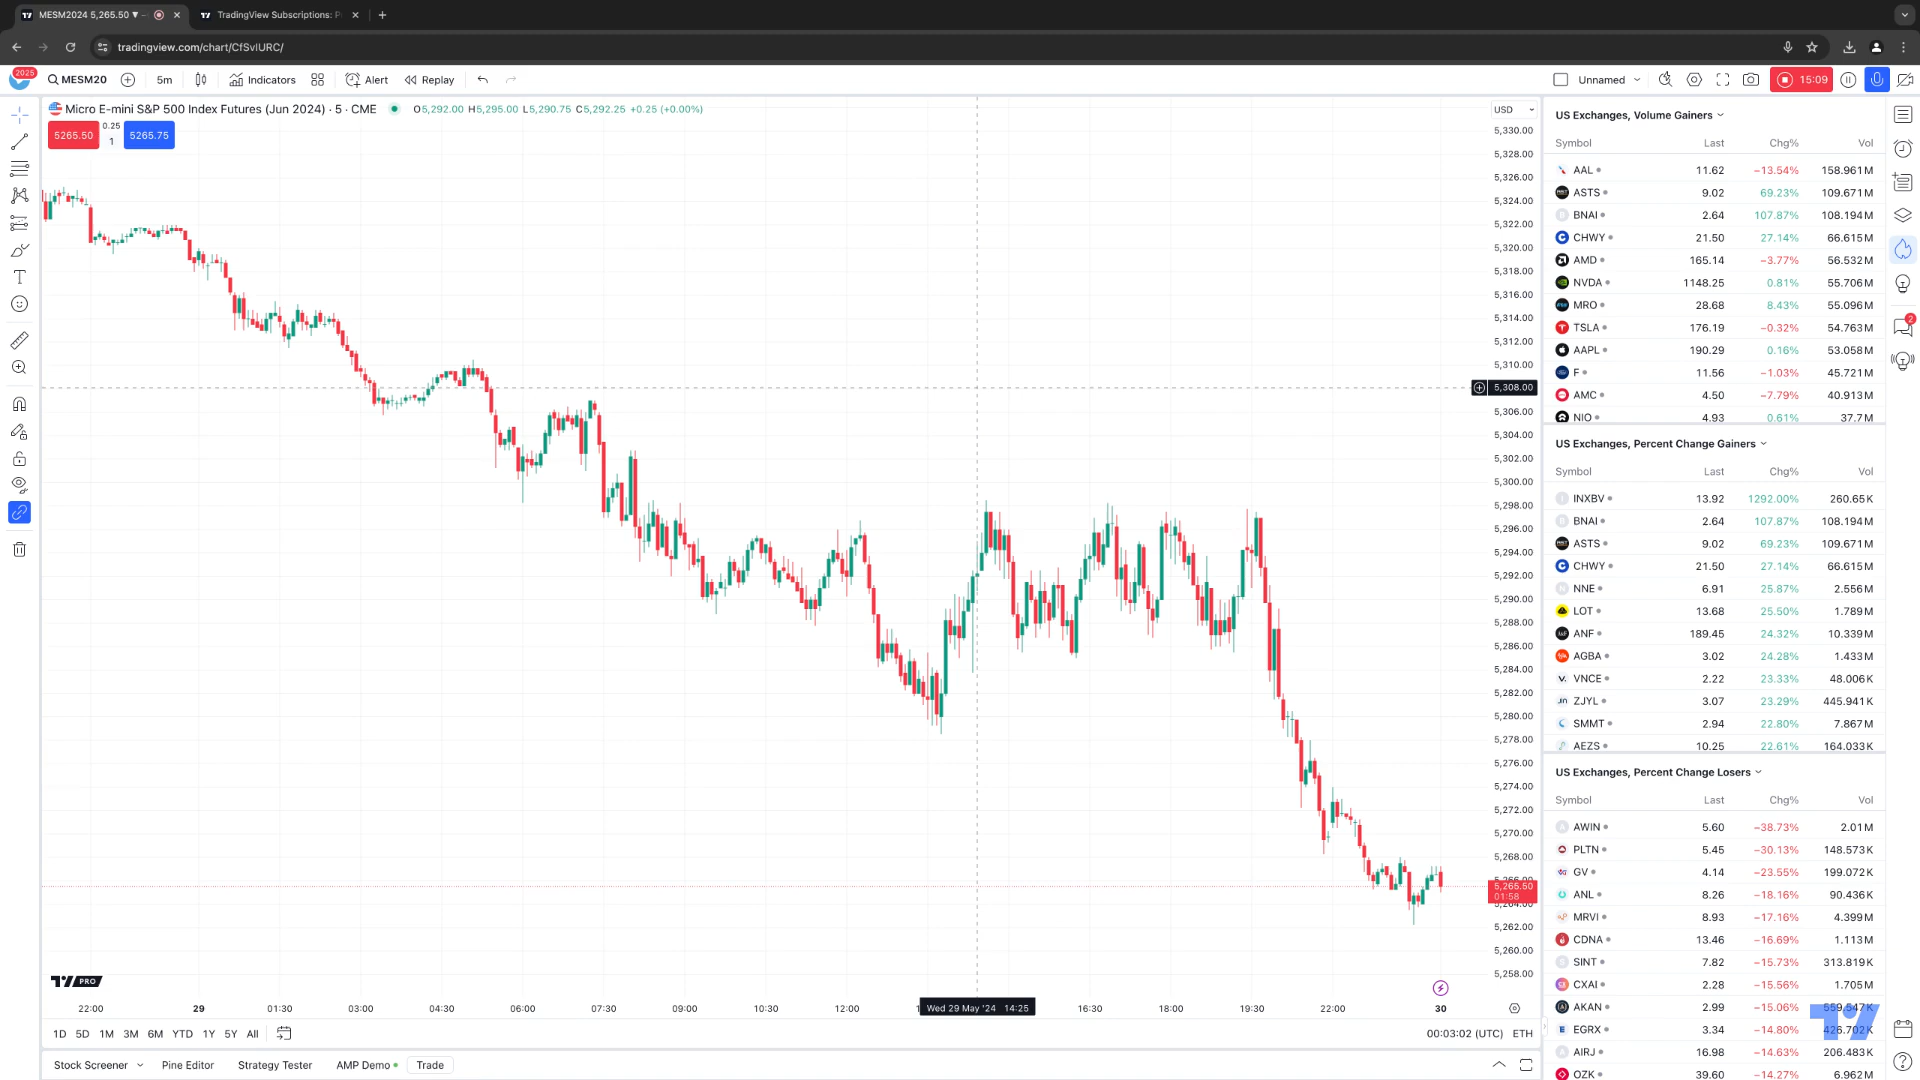 MESM2024 5,265.50 ▼
TradingView Subscriptions: P
tradingview.com/chart/CfSvIURC/
2025
MESM20
5m
Indicators
Alert
Replay
Unnamed
15:09
Micro E-mini S&P 500 Index Futures (Jun 2024) · 5 · CME
O5,292.00 H5,295.00 L5,290.75 C5,292.25 +0.25 (+0.00%)
5265.50
0.25
1
5265.75
USD
5,330.00
5,328.00
5,326.00
5,324.00
5,322.00
5,320.00
5,318.00
5,316.00
5,314.00
5,312.00
5,310.00
5,308.00
5,306.00
5,304.00
5,302.00
5,300.00
5,298.00
5,296.00
5,294.00
5,292.00
5,290.00
5,288.00
5,286.00
5,284.00
5,282.00
5,280.00
5,278.00
5,276.00
5,274.00
5,272.00
5,270.00
5,268.00
5,265.50
01:58
5,262.00
5,260.00
5,258.00
TV PRO
22:00 29 01:30 03:00 04:30 06:00 07:30 09:00 10:30 12:00 Wed 29 May '24 14:25 16:30 18:00 19:30 22:00 30
1D 5D 1M 3M 6M YTD 1Y 5Y All
00:03:02 (UTC) ETH
Stock Screener
Pine Editor
Strategy Tester
AMP Demo
Trade
US Exchanges, Volume Gainers
Symbol Last Chg% Vol
AAL 11.62 −13.54% 158.961M
ASTS 9.02 69.23% 109.671M
BNAI 2.64 107.87% 108.194M
CHWY 21.50 27.14% 66.615M
AMD 165.14 −3.77% 56.532M
NVDA 1148.25 0.81% 55.706M
MRO 28.68 8.43% 55.096M
TSLA 176.19 −0.32% 54.763M
AAPL 190.29 0.16% 53.058M
F 11.56 −1.03% 45.721M
AMC 4.50 −7.79% 40.913M
NIO 4.93 0.61% 37.7M
US Exchanges, Percent Change Gainers
Symbol Last Chg% Vol
INXBV 13.92 1292.00% 260.65K
BNAI 2.64 107.87% 108.194M
ASTS 9.02 69.23% 109.671M
CHWY 21.50 27.14% 66.615M
NNE 6.91 25.87% 2.556M
LOT 13.68 25.50% 1.789M
ANF 189.45 24.32% 10.339M
AGBA 3.02 24.28% 1.433M
VNCE 2.22 23.33% 48.006K
ZJYL 3.07 23.29% 445.941K
SMMT 2.94 22.80% 7.867M
AEZS 10.25 22.61% 164.033K
US Exchanges, Percent Change Losers
Symbol Last Chg% Vol
AWIN 5.60 −38.73% 2.01M
PLTN 5.45 −30.13% 148.573K
GV 4.14 −23.55% 199.072K
ANL 8.26 −18.16% 90.436K
MRVI 8.93 −17.16% 4.399M
CDNA 13.46 −16.69% 1.113M
SINT 7.82 −15.73% 313.819K
CXAI 2.28 −15.56% 1.705M
AKAN 2.99 −15.06% 559.547K
EGRX 3.34 −14.80% 426.702K
AIRJ 16.98 −14.63% 206.483K
OZK 39.60 −14.27% 6.962M
2